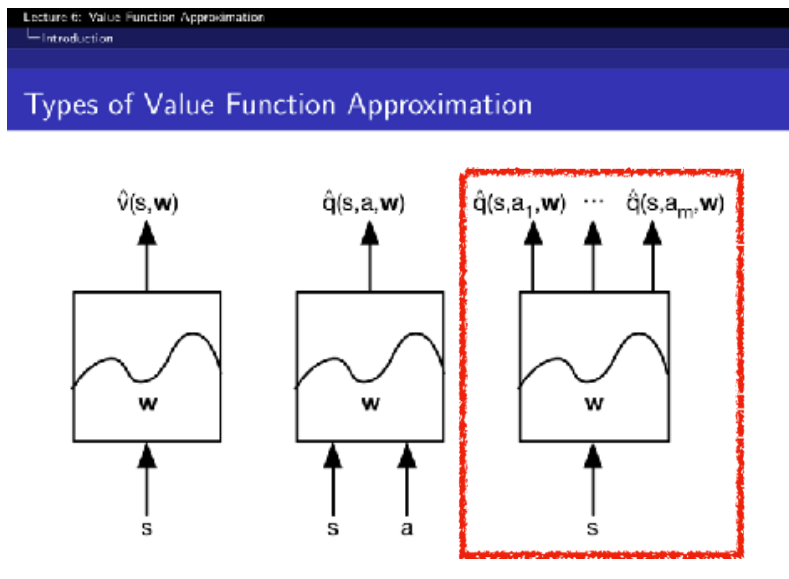 Lecture 6: Value Function Approximation
Introduction
Types of Value Function Approximation
v̂(s,w) q̂(s,a,w) q̂(s,a₁,w) ... q̂(s,aₘ,w)
w w w
s s a s